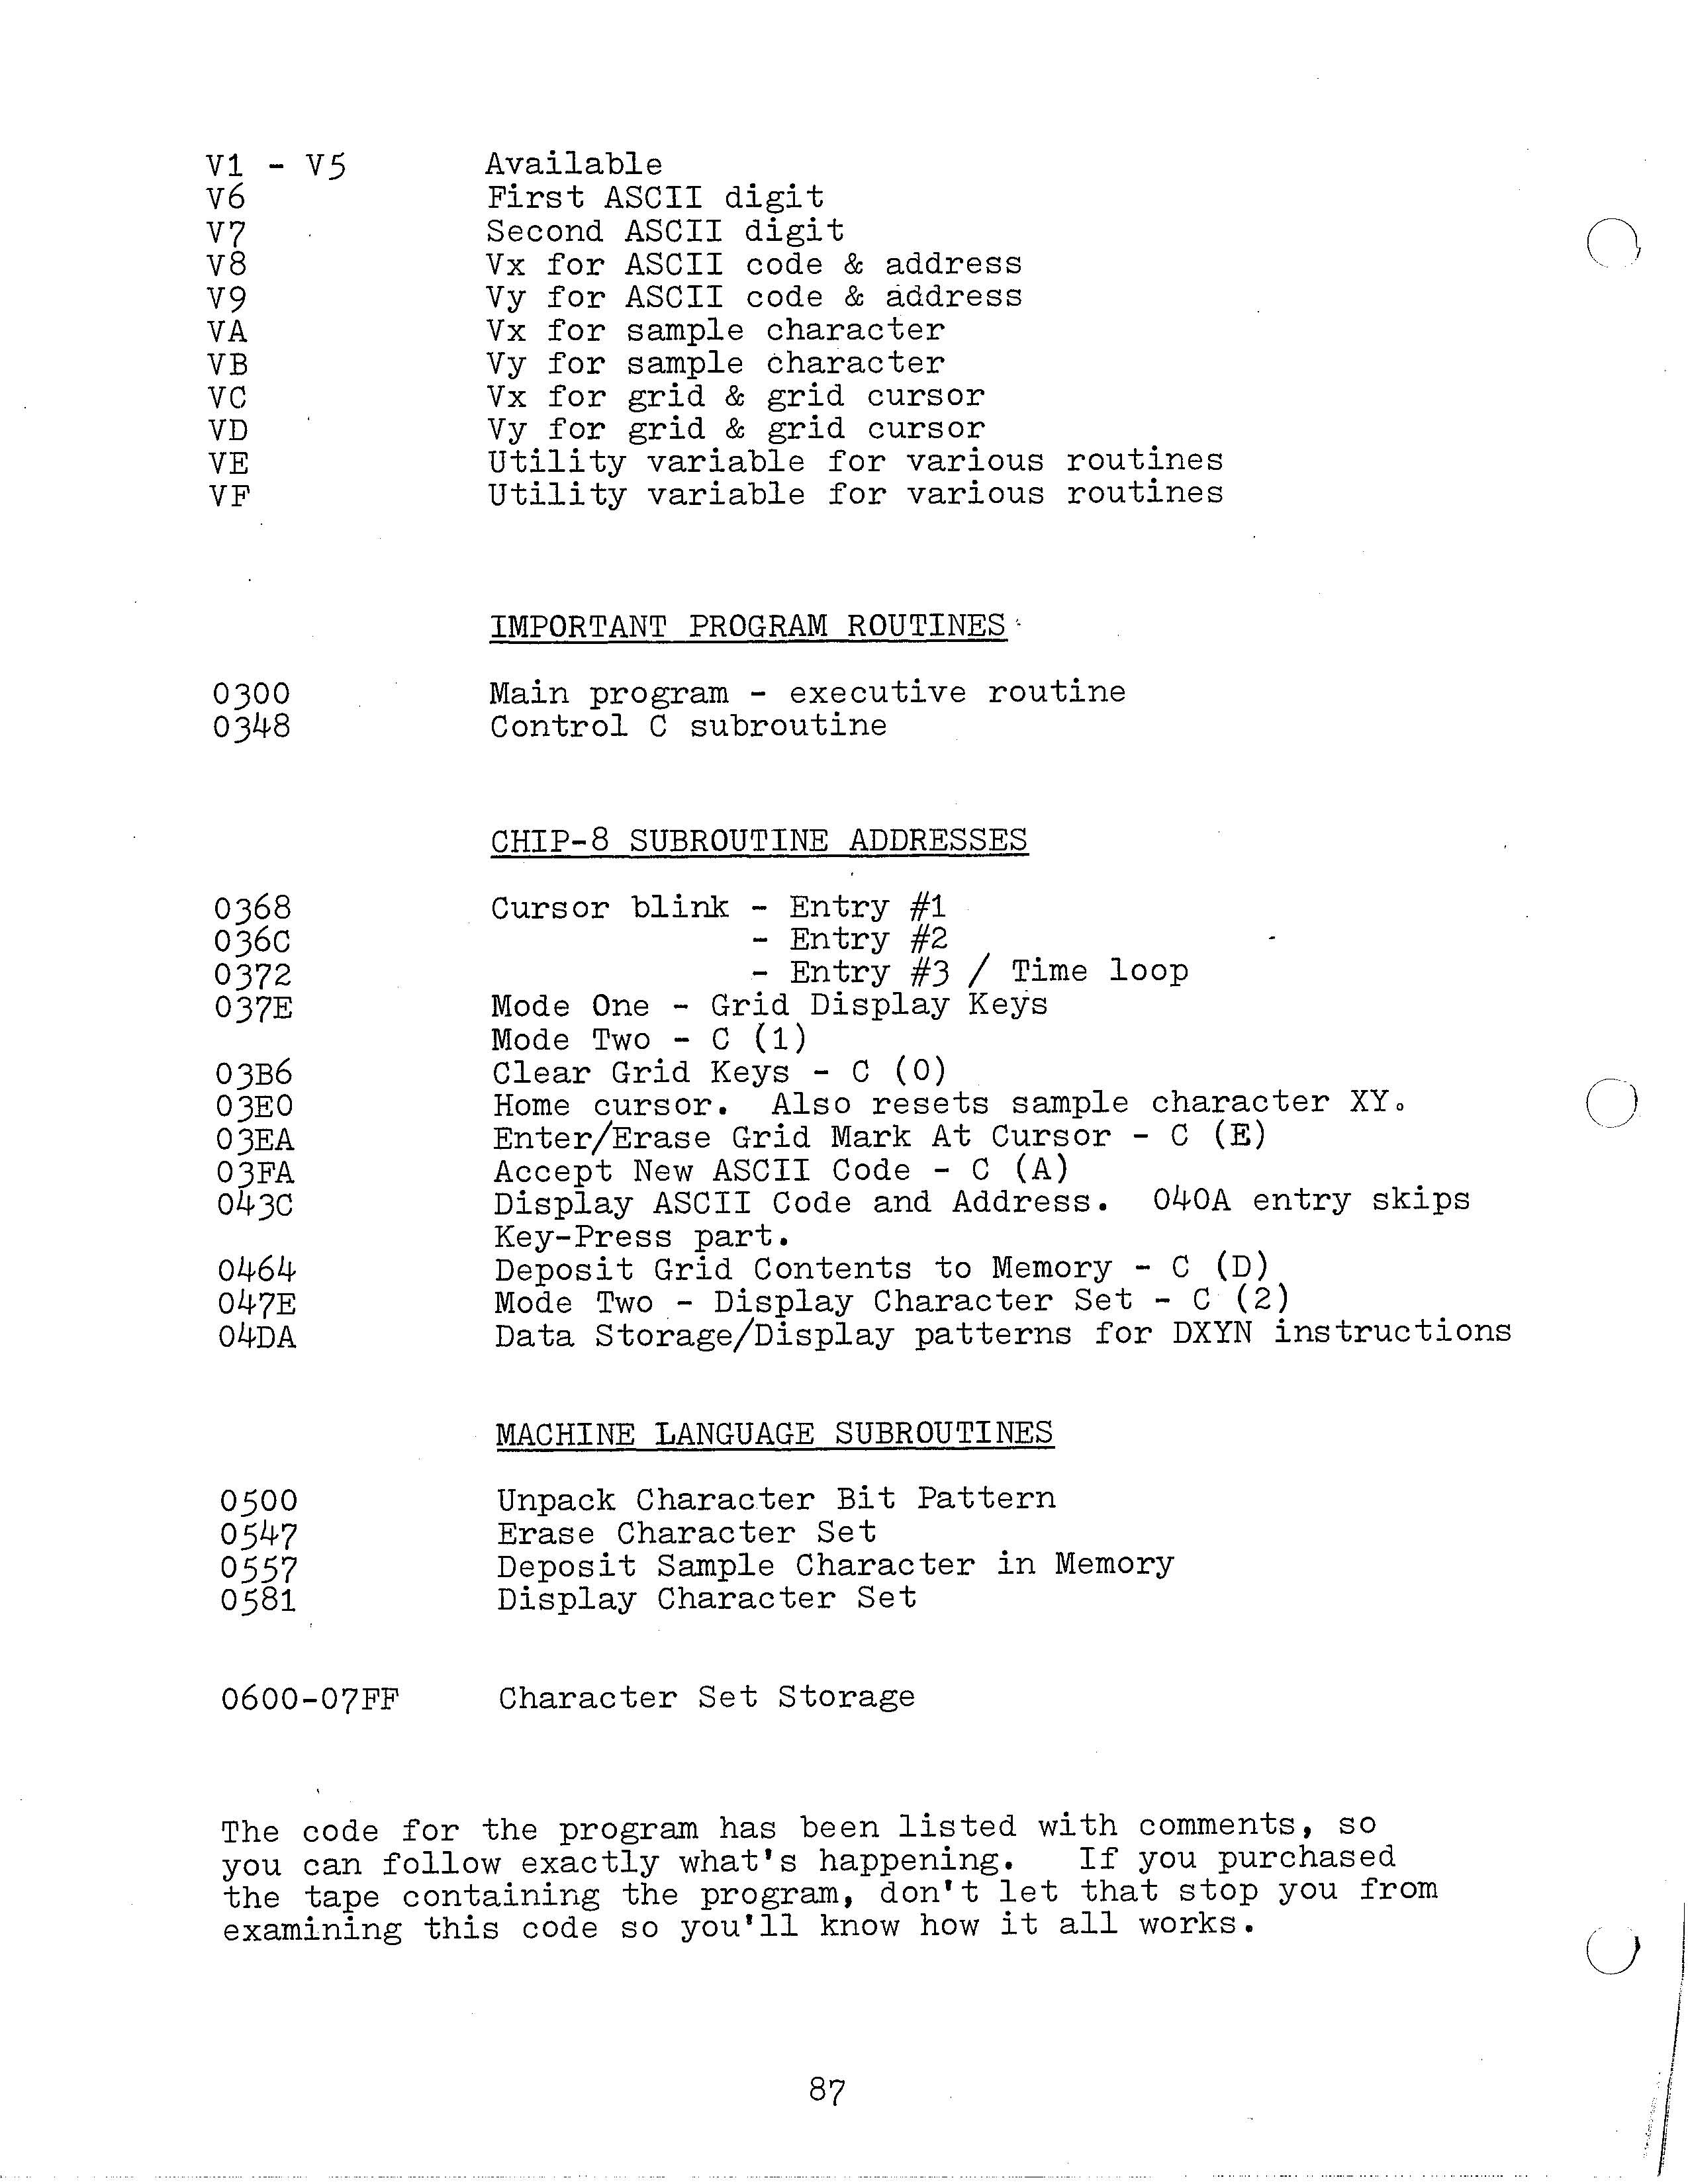 V1 - V5 Available
V6 First ASCII digit
V7 Second ASCII digit
V8 Vx for ASCII code & address
V9 Vy for ASCII code & address
VA Vx for sample character
VB Vy for sample character
VC Vx for grid & grid cursor
VD Vy for grid & grid cursor
VE Utility variable for various routines
VF Utility variable for various routines
IMPORTANT PROGRAM ROUTINES
0300 Main program - executive routine
0348 Control C subroutine
CHIP-8 SUBROUTINE ADDRESSES
0368 Cursor blink - Entry #1
036C - Entry #2
0372 - Entry #3 / Time loop
037E Mode One - Grid Display Keys
Mode Two - C (1)
03B6 Clear Grid Keys - C (0)
03E0 Home cursor. Also resets sample character XY.
03EA Enter/Erase Grid Mark At Cursor - C (E)
03FA Accept New ASCII Code - C (A)
043C Display ASCII Code and Address. 040A entry skips
Key-Press part.
0464 Deposit Grid Contents to Memory - C (D)
047E Mode Two - Display Character Set - C (2)
04DA Data Storage/Display patterns for DXYN instructions
MACHINE LANGUAGE SUBROUTINES
0500 Unpack Character Bit Pattern
0547 Erase Character Set
0557 Deposit Sample Character in Memory
0581 Display Character Set
0600-07FF Character Set Storage
The code for the program has been listed with comments, so
you can follow exactly what's happening. If you purchased
the tape containing the program, don't let that stop you from
examining this code so you'll know how it all works.
87